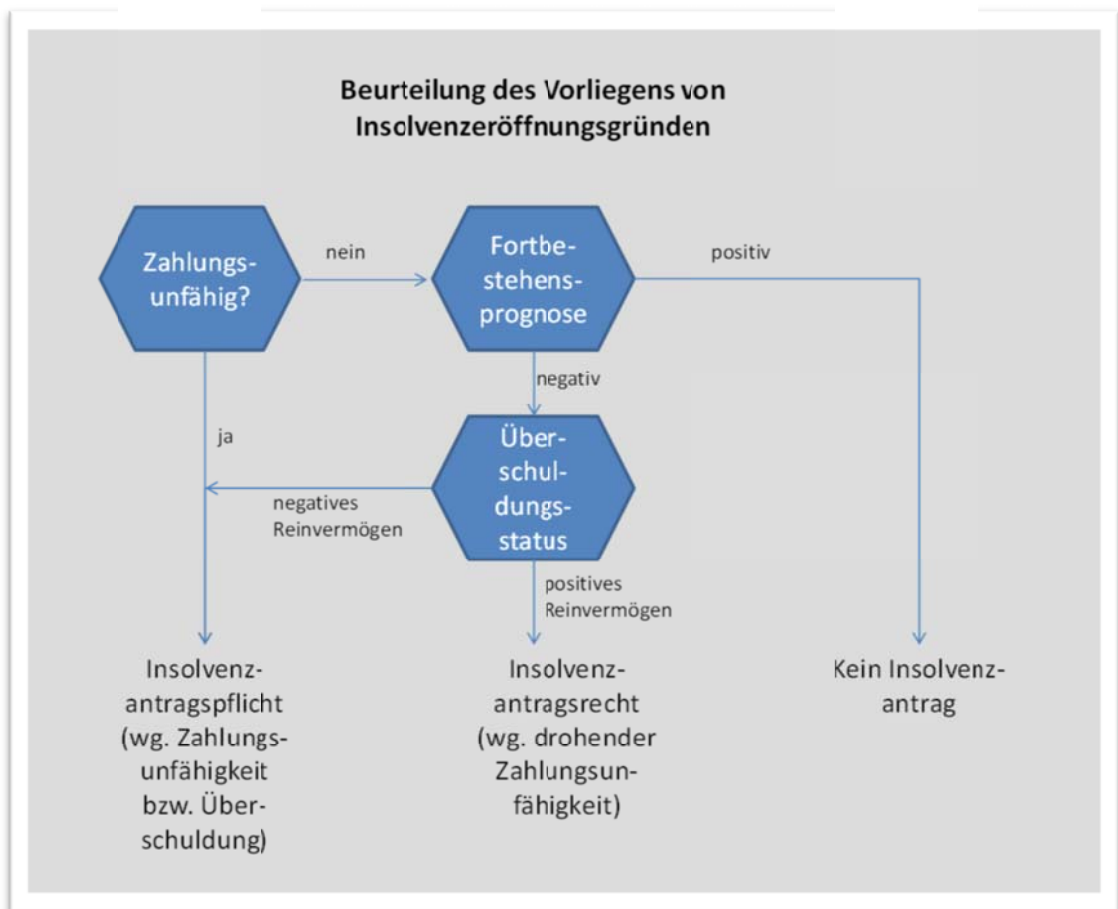 Beurteilung des Vorliegens von
Insolvenzeröffnungsgründen
Zahlungs-
unfähig?
nein
Fortbe-
stehens-
prognose
positiv
negativ
ja
Über-
schul-
dungs-
status
negatives
Reinvermögen
positives
Reinvermögen
Insolvenz-
antragspflicht
(wg. Zahlungs-
unfähigkeit
bzw. Über-
schuldung)
Insolvenz-
antragsrecht
(wg. drohender
Zahlungsun-
fähigkeit)
Kein Insolvenz-
antrag